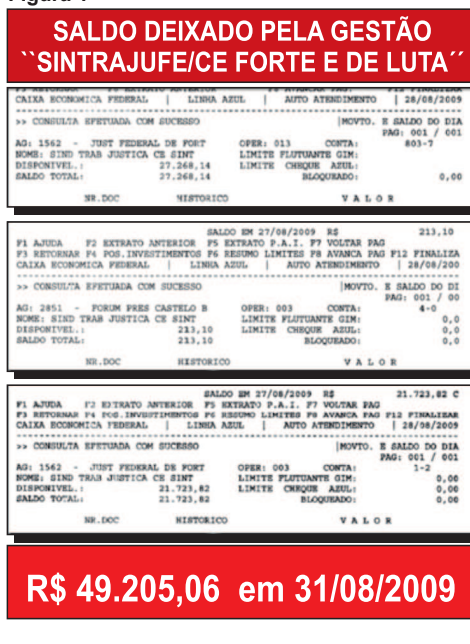 SALDO DEIXADO PELA GESTÃO
``SINTRAJUFE/CE FORTE E DE LUTA´´
CAIXA ECONOMICA FEDERAL | LINHA AZUL | AUTO ATENDIMENTO | 28/08/2009
>> CONSULTA EFETUADA COM SUCESSO |MOVTO. E SALDO DO DIA
PAG: 001 / 001
AG: 1562 - JUST FEDERAL DE FORT OPER: 013 CONTA: 803-7
NOME: SIND TRAB JUSTICA CE SINT LIMITE FLUTUANTE GIM:
DISPONIVEL.: 27.268,14 LIMITE CHEQUE AZUL:
SALDO TOTAL: 27.268,14 BLOQUEADO: 0,00
NR.DOC HISTORICO V A L O R
SALDO EM 27/08/2009 R$ 213,10
F1 AJUDA F2 EXTRATO ANTERIOR F5 EXTRATO P.A.I. F7 VOLTAR PAG
F3 RETORNAR F4 POS.INVESTIMENTOS F6 RESUMO LIMITES F8 AVANCA PAG F12 FINALIZA
CAIXA ECONOMICA FEDERAL | LINHA AZUL | AUTO ATENDIMENTO | 28/08/200
>> CONSULTA EFETUADA COM SUCESSO |MOVTO. E SALDO DO DI
PAG: 001 / 00
AG: 2851 - FORUM PRES CASTELO B OPER: 003 CONTA: 4-0
NOME: SIND TRAB JUSTICA CE SINT LIMITE FLUTUANTE GIM: 0,0
DISPONIVEL.: 213,10 LIMITE CHEQUE AZUL: 0,0
SALDO TOTAL: 213,10 BLOQUEADO: 0,0
NR.DOC HISTORICO V A L O R
SALDO EM 27/08/2009 R$ 21.723,82 C
F1 AJUDA F2 EXTRATO ANTERIOR F5 EXTRATO P.A.I. F7 VOLTAR PAG
F3 RETORNAR F4 POS.INVESTIMENTOS F6 RESUMO LIMITES F8 AVANCA PAG F12 FINALIZAR
CAIXA ECONOMICA FEDERAL | LINHA AZUL | AUTO ATENDIMENTO | 28/08/2009
>> CONSULTA EFETUADA COM SUCESSO |MOVTO. E SALDO DO DIA
PAG: 001 / 001
AG: 1562 - JUST FEDERAL DE FORT OPER: 003 CONTA: 1-2
NOME: SIND TRAB JUSTICA CE SINT LIMITE FLUTUANTE GIM: 0,00
DISPONIVEL.: 21.723,82 LIMITE CHEQUE AZUL: 0,00
SALDO TOTAL: 21.723,82 BLOQUEADO: 0,00
NR.DOC HISTORICO V A L O R
R$ 49.205,06 em 31/08/2009